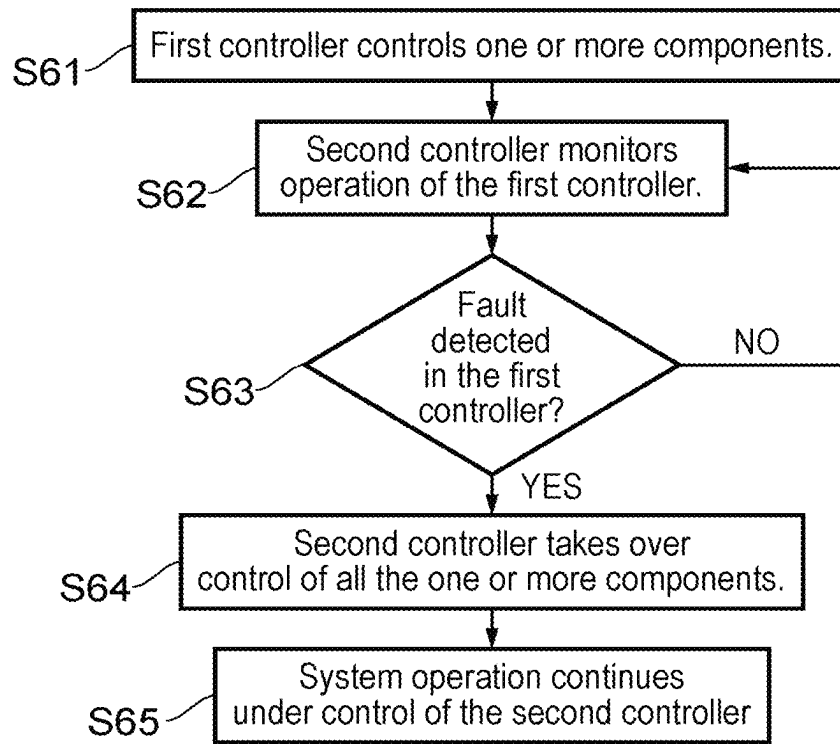 S61
First controller controls one or more components.
S62
Second controller monitors
operation of the first controller.
S63
Fault
detected
in the first
controller?
NO
YES
S64
Second controller takes over
control of all the one or more components.
S65
System operation continues
under control of the second controller